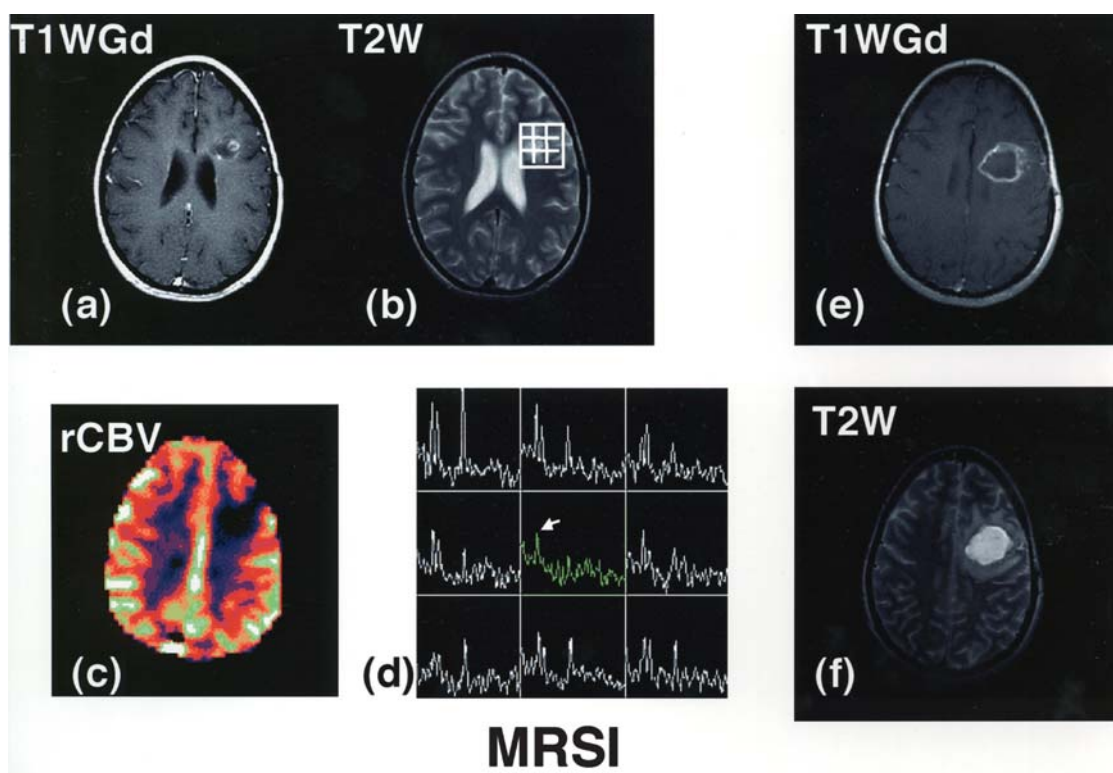 T1WGd
T2W
T1WGd
(a)
(b)
(e)
rCBV
T2W
(c)
(d)
(f)
MRSI